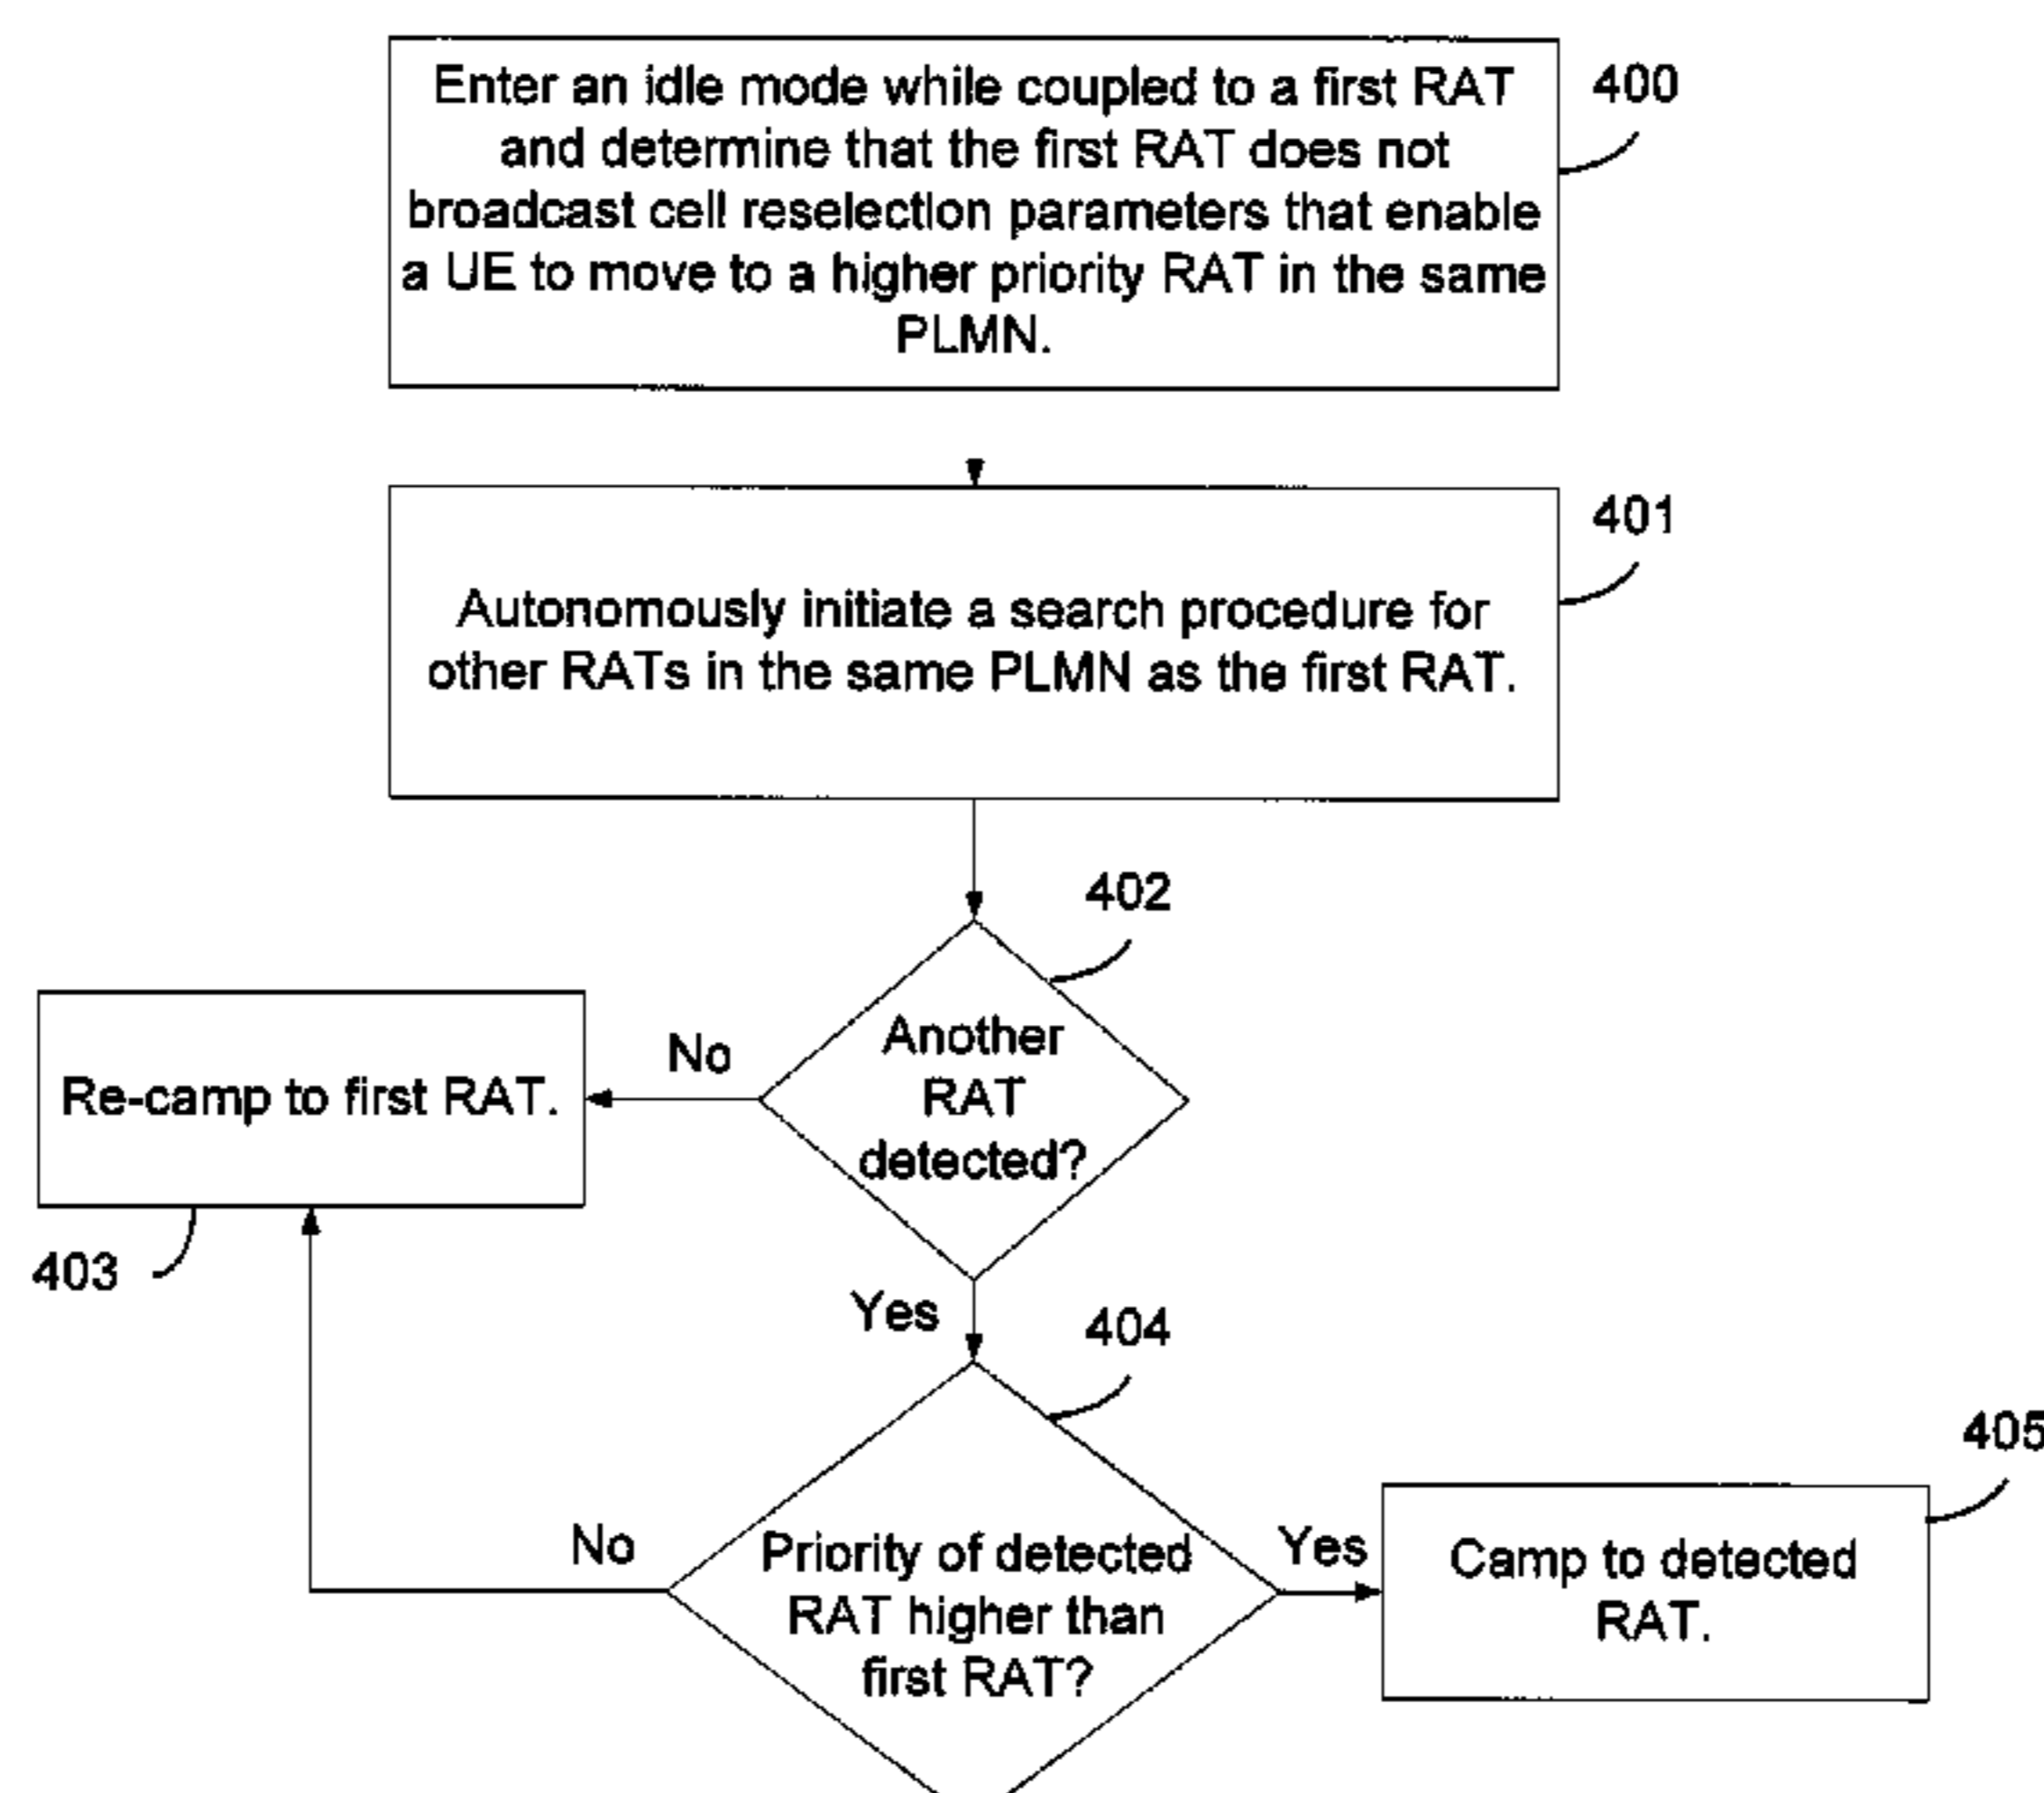 Enter an idle mode while coupled to a first RAT
and determine that the first RAT does not
broadcast cell reselection parameters that enable
a UE to move to a higher priority RAT in the same
PLMN.
400
Autonomously initiate a search procedure for
other RATs in the same PLMN as the first RAT.
401
402
Another
RAT
detected?
No
Re-camp to first RAT.
403
Yes
404
Priority of detected
RAT higher than
first RAT?
No
Yes
Camp to detected
RAT.
405